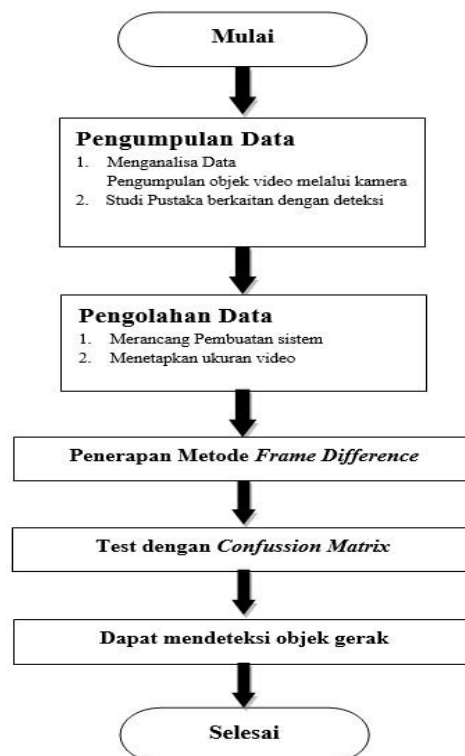 Mulai
Pengumpulan Data
1. Menganalisa Data
Pengumpulan objek video melalui kamera
2. Studi Pustaka berkaitan dengan deteksi
Pengolahan Data
1. Merancang Pembuatan sistem
2. Menetapkan ukuran video
Penerapan Metode Frame Difference
Test dengan Confussion Matrix
Dapat mendeteksi objek gerak
Selesai